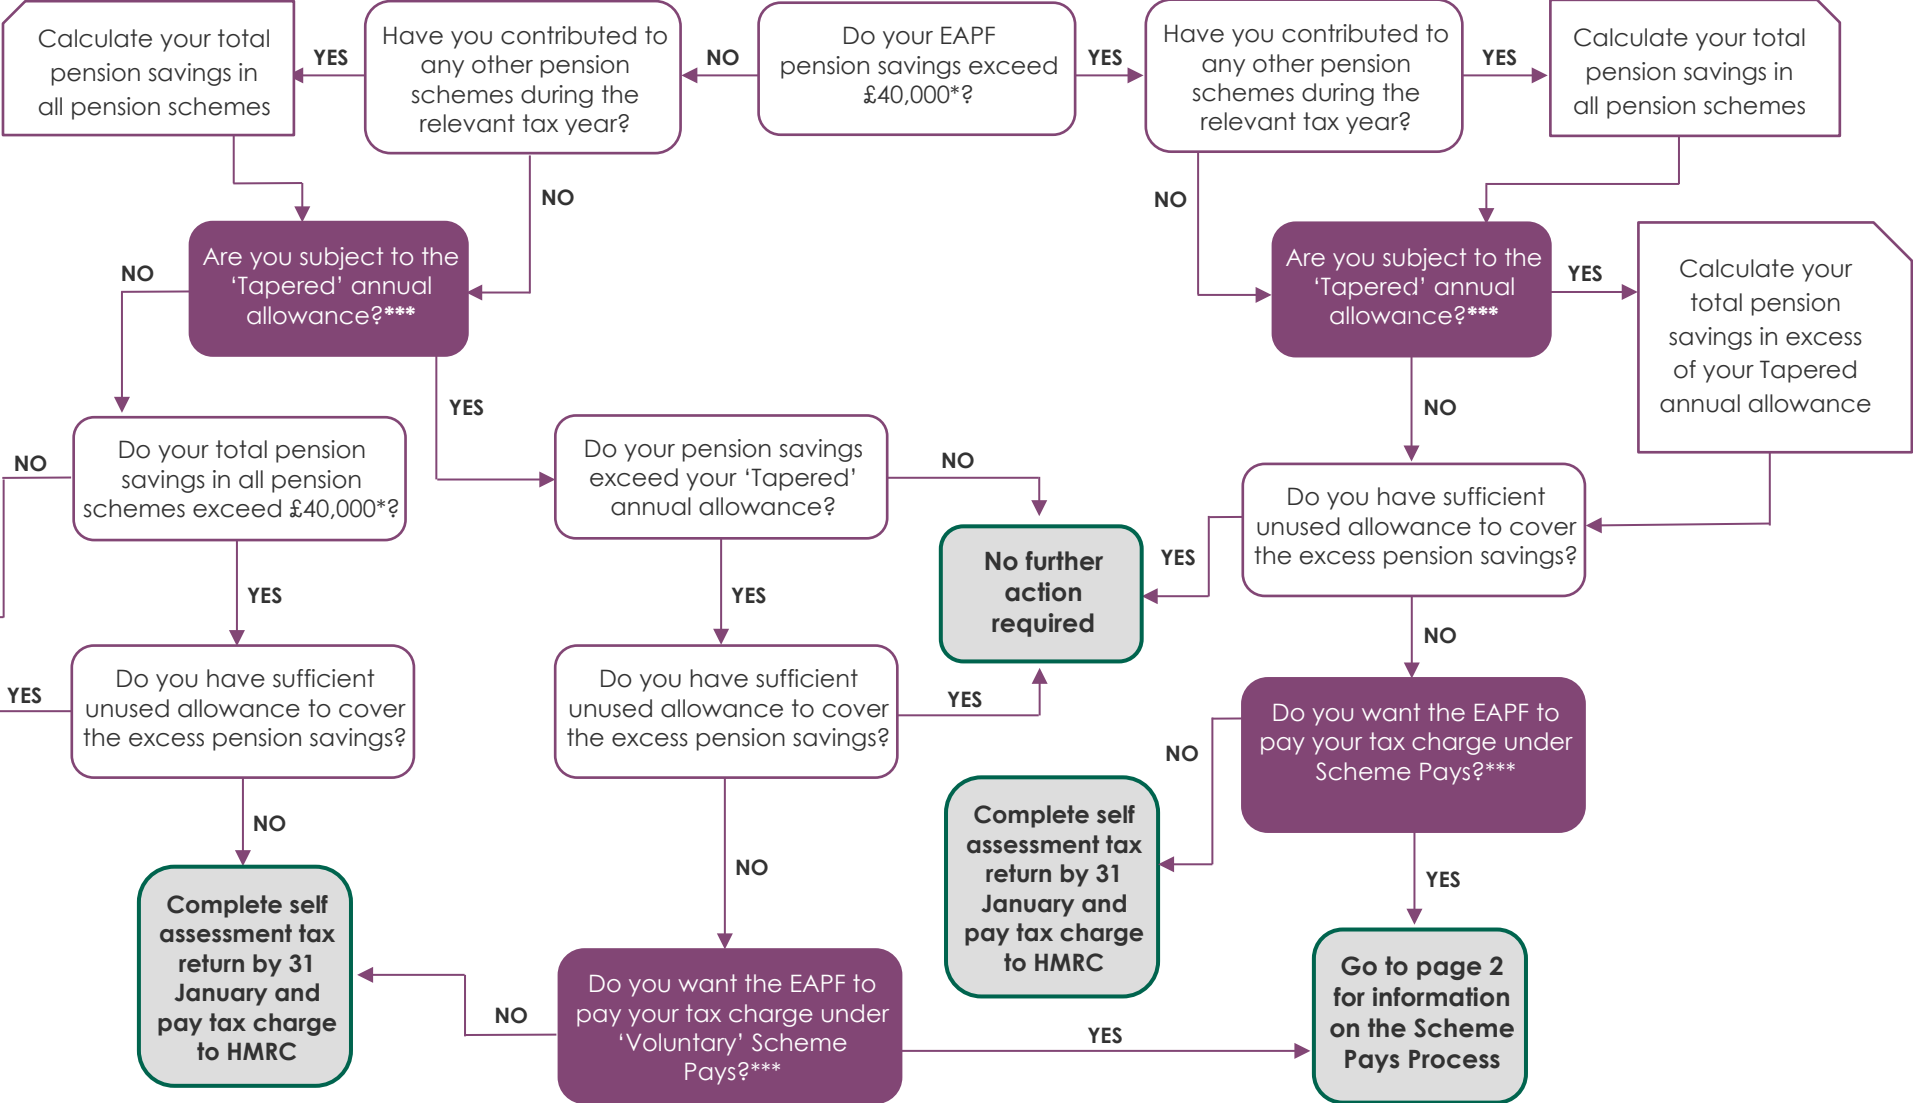 Calculate your total
pension savings in
all pension schemes
YES
Have you contributed to
any other pension
schemes during the
relevant tax year?
NO
Do your EAPF
pension savings exceed
£40,000*?
YES
Have you contributed to
any other pension
schemes during the
relevant tax year?
YES
Calculate your total
pension savings in
all pension schemes
NO
NO
Are you subject to the
‘Tapered’ annual
allowance?***
NO
YES
Are you subject to the
‘Tapered’ annual
allowance?***
YES
NO
Calculate your
total pension
savings in excess
of your Tapered
annual allowance
NO
Do your total pension
savings in all pension
schemes exceed £40,000*?
YES
Do your pension savings
exceed your ‘Tapered’
annual allowance?
NO
YES
No further
action
required
YES
Do you have sufficient
unused allowance to cover
the excess pension savings?
NO
YES
Do you have sufficient
unused allowance to cover
the excess pension savings?
NO
Do you have sufficient
unused allowance to cover
the excess pension savings?
YES
NO
Do you want the EAPF to
pay your tax charge under
Scheme Pays?***
NO
YES
Complete self
assessment tax
return by 31
January and
pay tax charge
to HMRC
Complete self
assessment tax
return by 31
January and
pay tax charge
to HMRC
NO
Do you want the EAPF to
pay your tax charge under
‘Voluntary’ Scheme
Pays?***
YES
Go to page 2
for information
on the Scheme
Pays Process